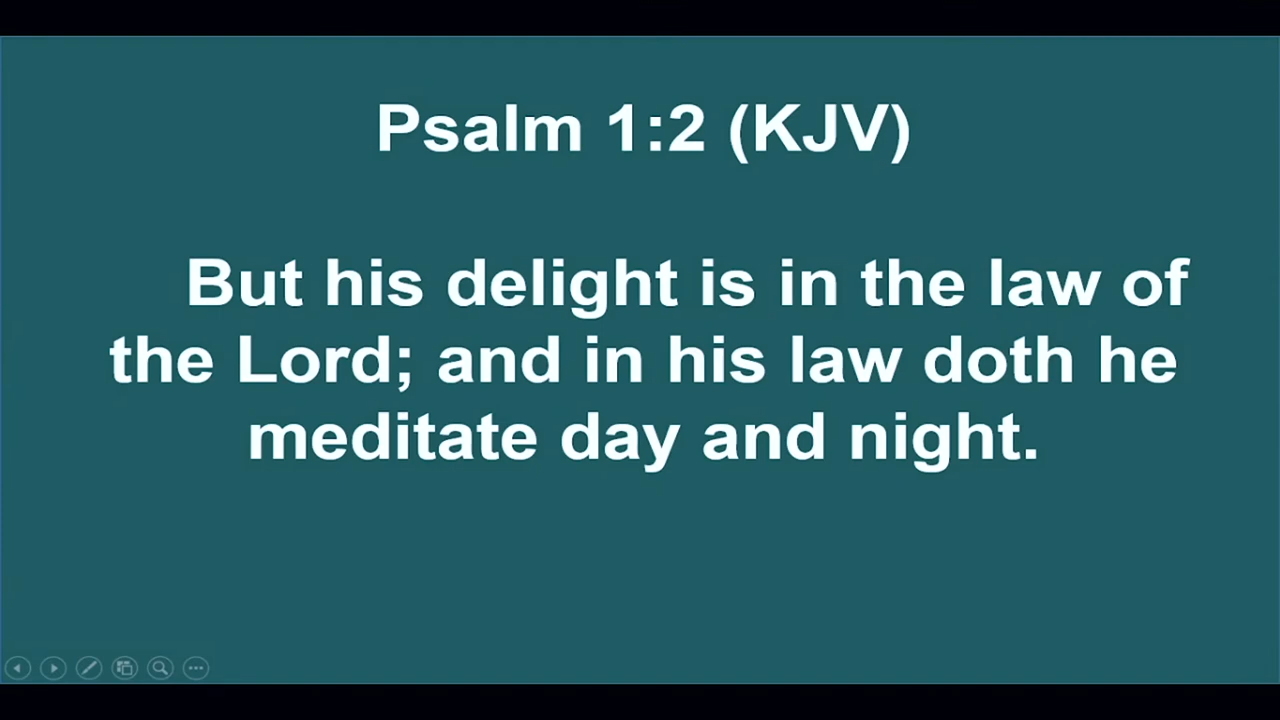 Psalm 1:2 (KJV)
But his delight is in the law of
the Lord; and in his law doth he
meditate day and night.